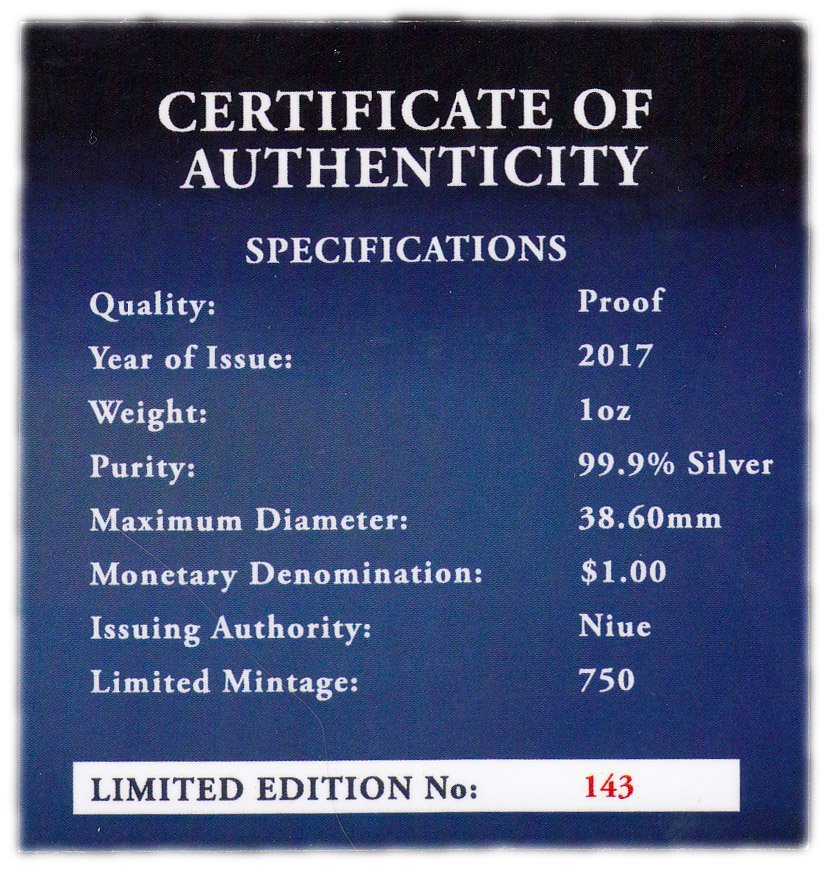 CERTIFICATE OF
AUTHENTICITY
SPECIFICATIONS
Quality: Proof
Year of Issue: 2017
Weight: 1oz
Purity: 99.9% Silver
Maximum Diameter: 38.60mm
Monetary Denomination: $1.00
Issuing Authority: Niue
Limited Mintage: 750
LIMITED EDITION No: 143